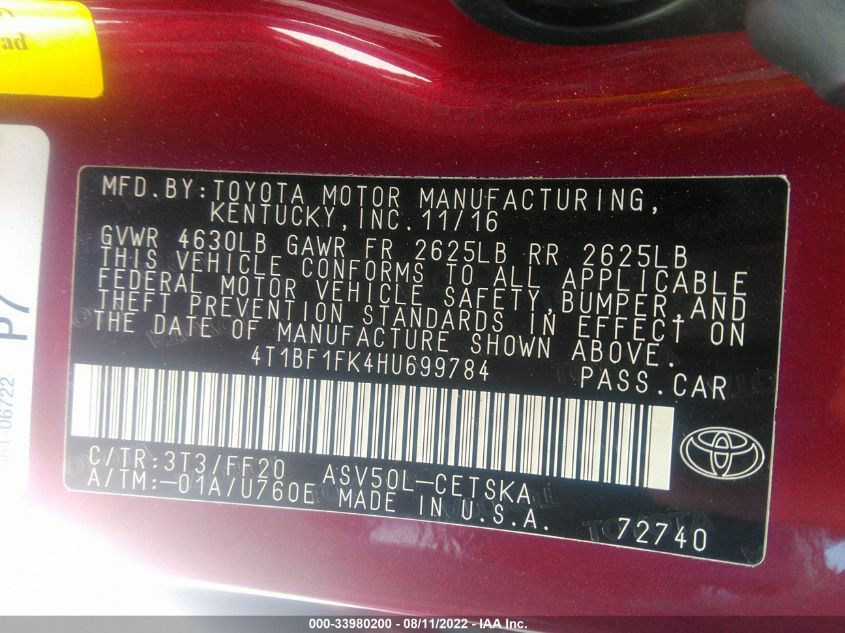 ad
P7
06722
MFD. BY: TOYOTA MOTOR MANUFACTURING,
KENTUCKY, INC. 11/16
GVWR 4630LB GAWR FR 2625LB RR 2625LB
THIS VEHICLE CONFORMS TO ALL APPLICABLE
FEDERAL MOTOR VEHICLE SAFETY, BUMPER, AND
THEFT PREVENTION STANDARDS IN EFFECT ON
THE DATE OF MANUFACTURE SHOWN ABOVE.
4T1BF1FK4HU699784 PASS. CAR
C/TR: 3T3/FF20 ASV50L-CETSKA
A/TM: -01A/U760E MADE IN U.S.A.
72740
000-33980200 - 08/11/2022 - IAA Inc.